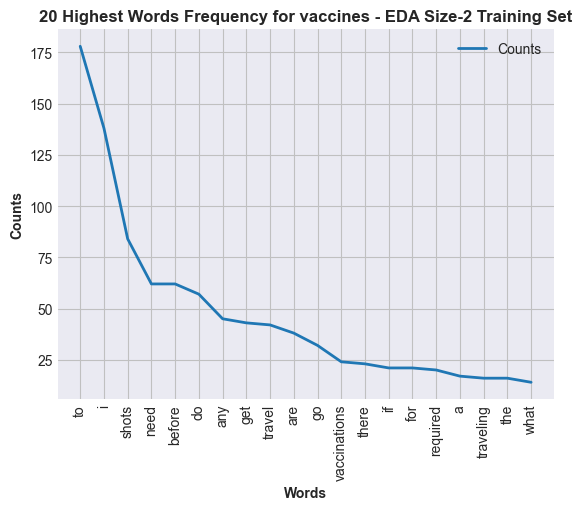 20 Highest Words Frequency for vaccines - EDA Size-2 Training Set
Counts
175
150
125
100
75
50
25
Counts
to
i
shots
need
before
do
any
get
travel
are
go
vaccinations
there
if
for
required
a
traveling
the
what
Words